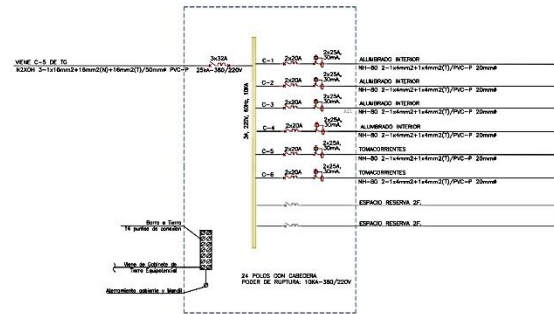 VIENE C-5 DE TG
N2XOH 3-1x16mm2+16mm2(N)+16mm2(T)/50mmø PVC-P
3x32A
25kA-380/220V
3Ø, 220V, 60Hz, 10KA
C-1
2x20A
2x25A,
30mA.
ALUMBRADO INTERIOR
NH-80 2-1x4mm2+1x4mm2(T)/PVC-P 20mmø
C-2
2x20A
2x25A,
30mA.
ALUMBRADO INTERIOR
NH-80 2-1x4mm2+1x4mm2(T)/PVC-P 20mmø
C-3
2x20A
2x25A,
30mA.
ALUMBRADO INTERIOR
NH-80 2-1x4mm2+1x4mm2(T)/PVC-P 20mmø
C-4
2x20A
2x25A,
30mA.
ALUMBRADO INTERIOR
NH-80 2-1x4mm2+1x4mm2(T)/PVC-P 20mmø
C-5
2x20A
2x25A,
30mA.
TOMACORRIENTES
NH-80 2-1x4mm2+1x4mm2(T)/PVC-P 20mmø
C-6
2x20A
2x25A,
30mA.
TOMACORRIENTES
NH-80 2-1x4mm2+1x4mm2(T)/PVC-P 20mmø
ESPACIO RESERVA 2F.
ESPACIO RESERVA 2F.
Barra a Tierra
14 puntos de conexión
Viene de Gabinete de
Tierra Equipotencial
Aterramiento gabinete y Mandil
24 POLOS CON CABECERA
PODER DE RUPTURA: 10KA-380/220V